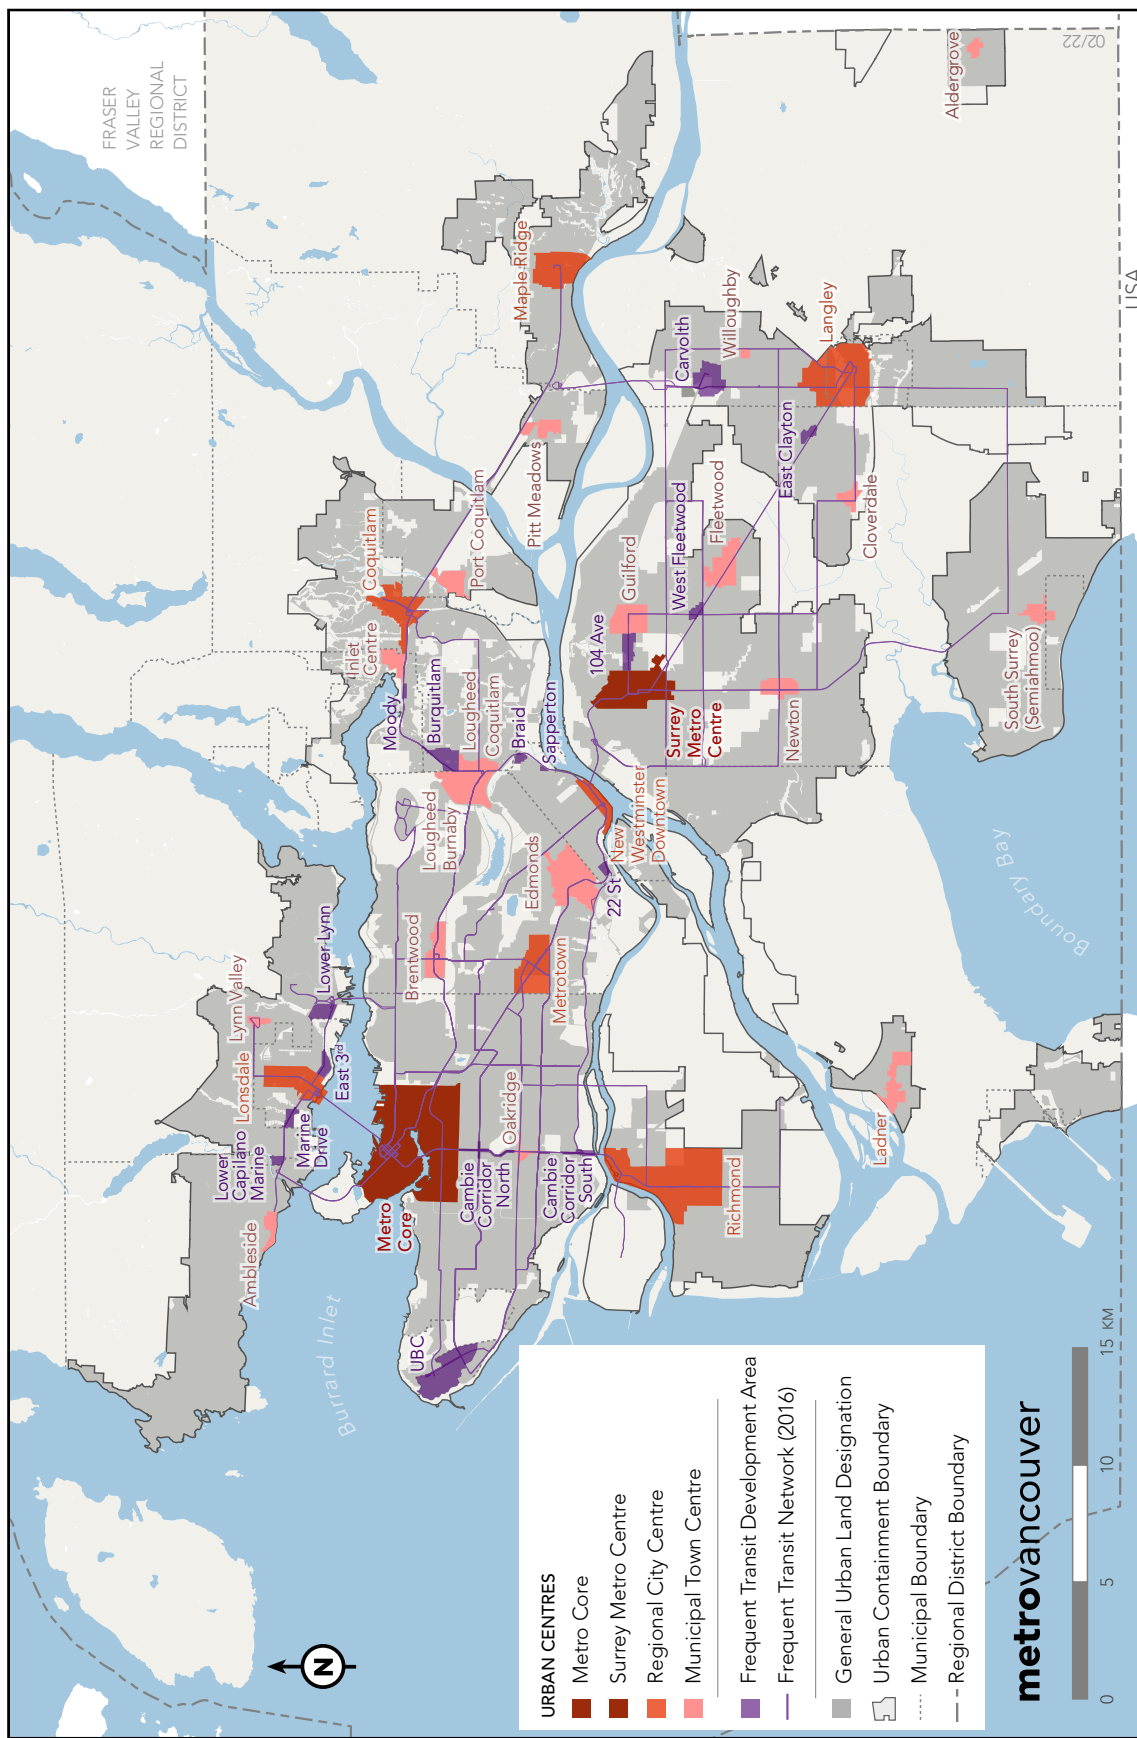 FRASER
VALLEY
REGIONAL
DISTRICT
02/22
Aldergrove
USA
Maple Ridge
Pitt Meadows
Port Coquitlam
Coquitlam
Inlet
Centre
Moody
Burquitlam
Lougheed
Coquitlam
Braid
Sapperton
Lougheed
Burnaby
Edmonds
22 St
New
Westminster
Downtown
Brentwood
Metrotown
Lynn Valley
Lower Lynn
Lonsdale
East 3rd
Marine
Drive
Lower
Capilano
Marine
Ambleside
Metro
Core
Oakridge
Cambie
Corridor
North
Cambie
Corridor
South
UBC
Richmond
Ladner
104 Ave
Guilford
Surrey
Metro
Centre
West Fleetwood
Fleetwood
Newton
Carvolth
Willoughby
Langley
East Clayton
Cloverdale
South Surrey
(Semiahmoo)
Boundary Bay
Burrard Inlet
N
URBAN CENTRES
Metro Core
Surrey Metro Centre
Regional City Centre
Municipal Town Centre
Frequent Transit Development Area
Frequent Transit Network (2016)
General Urban Land Designation
Urban Containment Boundary
Municipal Boundary
Regional District Boundary
metrovancouver
0 5 10 15 KM